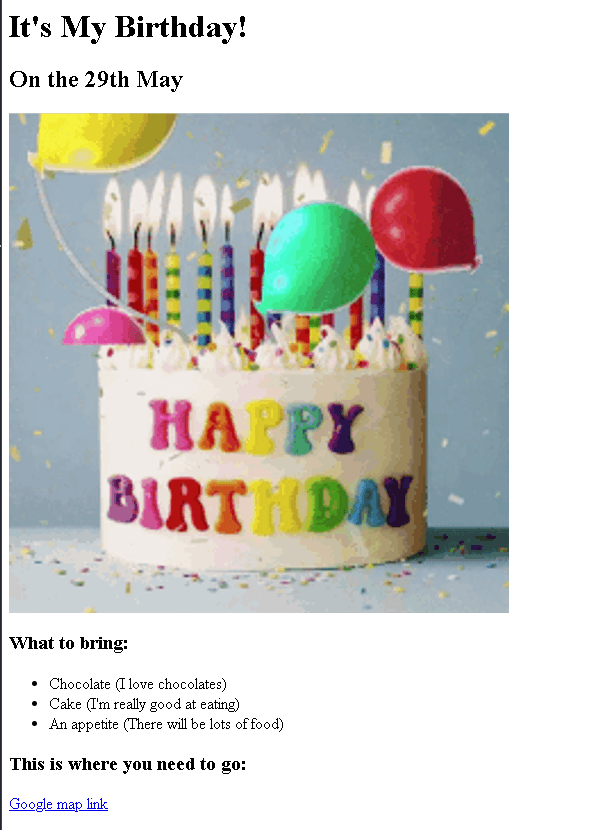 It's My Birthday!
On the 29th May
HAPPY
BIRTHDAY
What to bring:
Chocolate (I love chocolates)
Cake (I'm really good at eating)
An appetite (There will be lots of food)
This is where you need to go:
Google map link